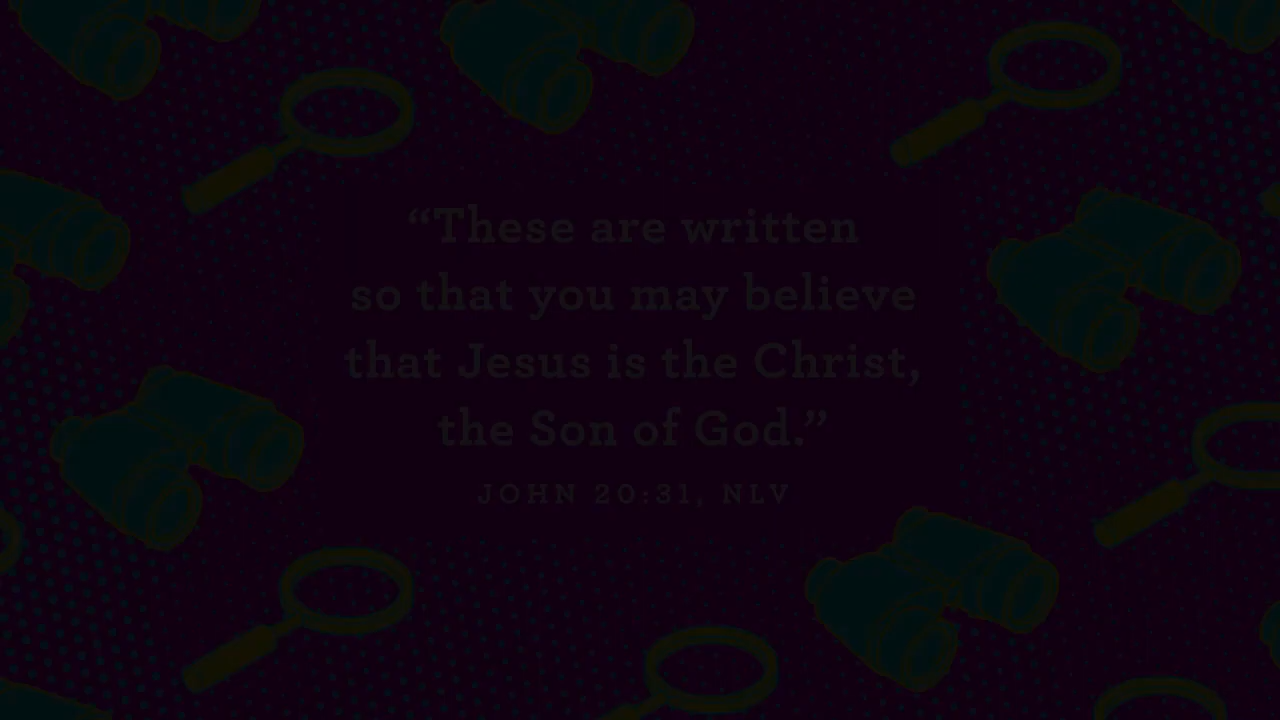 “These are written
so that you may believe
that Jesus is the Christ,
the Son of God.”
JOHN 20:31, NLV